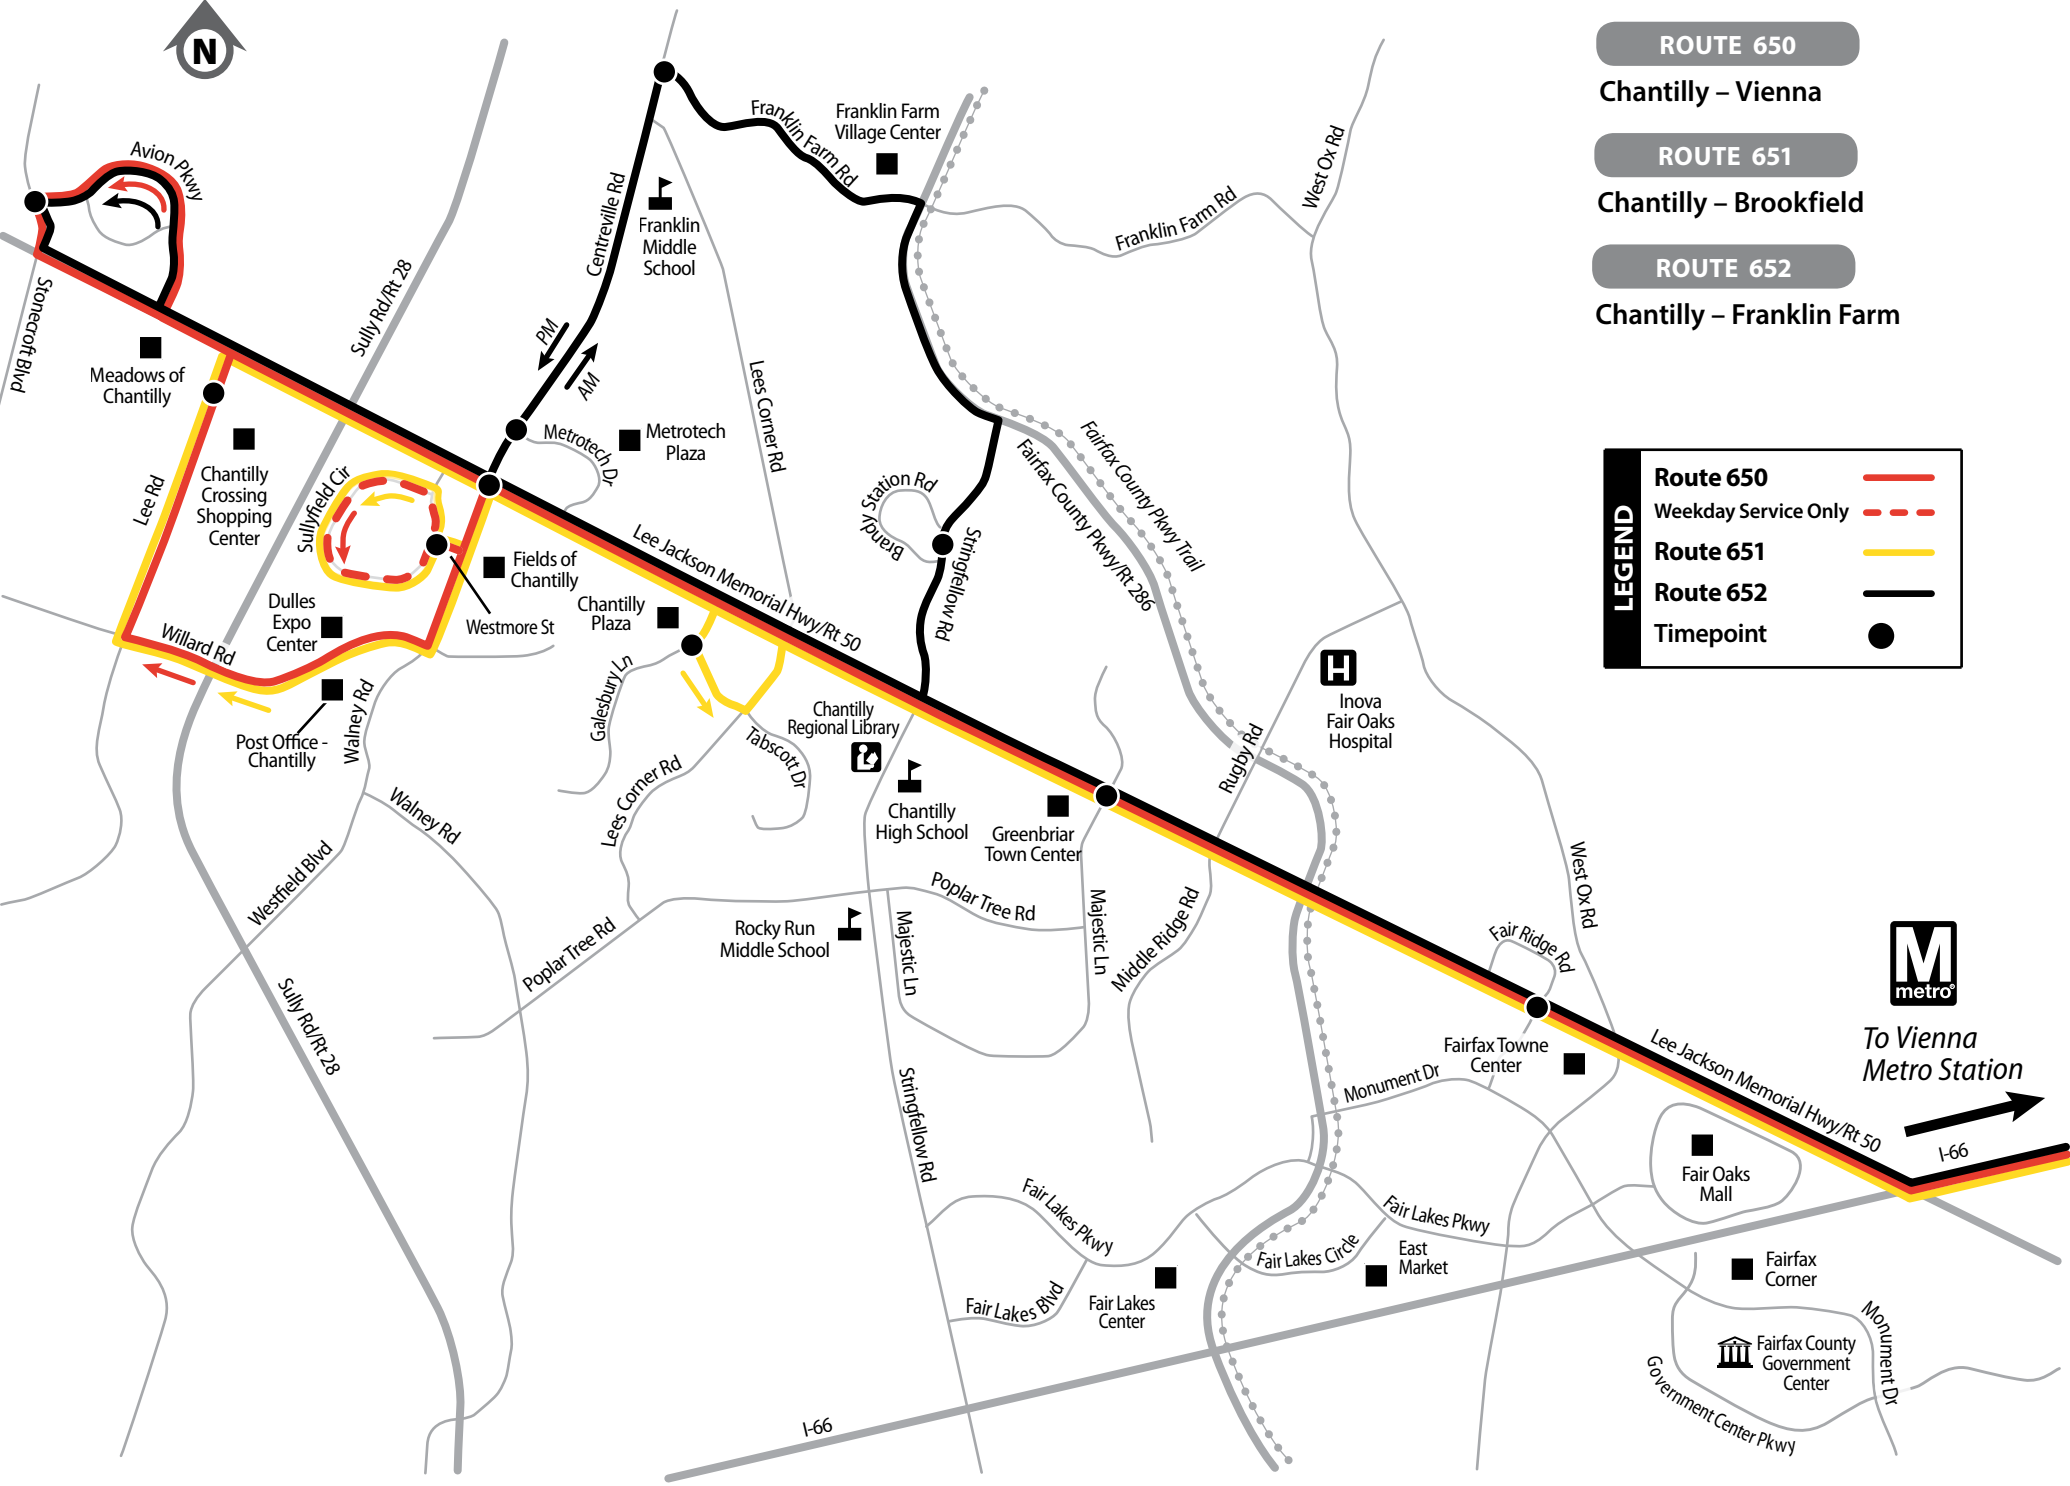 N
ROUTE 650
Chantilly – Vienna
ROUTE 651
Chantilly – Brookfield
ROUTE 652
Chantilly – Franklin Farm
LEGEND
Route 650
Weekday Service Only
Route 651
Route 652
Timepoint
Avion Pkwy
Franklin Farm Rd
Franklin Farm
Village Center
West Ox Rd
Franklin Farm Rd
Centreville Rd
Franklin
Middle
School
Sully Rd/Rt 28
Stonecroft Blvd
PM
AM
Meadows of
Chantilly
Lees Corner Rd
Metrotech Dr
Metrotech
Plaza
Fairfax County Pkwy Trail
Fairfax County Pkwy/Rt 286
Lee Rd
Chantilly
Crossing
Shopping
Center
Sullyfield Cir
Brandy Station Rd
Stringfellow Rd
Lee Jackson Memorial Hwy/Rt 50
Fields of
Chantilly
Westmore St
Dulles
Expo
Center
Chantilly
Plaza
Willard Rd
Galesbury Ln
Walney Rd
Post Office -
Chantilly
Tabscott Dr
Lees Corner Rd
Chantilly
Regional Library
Chantilly
High School
Greenbriar
Town Center
H
Inova
Fair Oaks
Hospital
Rugby Rd
Walney Rd
Westfield Blvd
Poplar Tree Rd
Poplar Tree Rd
Rocky Run
Middle School
Majestic Ln
Majestic Ln
Middle Ridge Rd
West Ox Rd
Fair Ridge Rd
M
metro
To Vienna
Metro Station
Sully Rd/Rt 28
Fairfax Towne
Center
Lee Jackson Memorial Hwy/Rt 50
Monument Dr
I-66
Stringfellow Rd
Fair Oaks
Mall
Fair Lakes Pkwy
Fair Lakes Pkwy
Fair Lakes Circle
East
Market
Fair Lakes Blvd
Fair Lakes
Center
Fairfax
Corner
Monument Dr
Fairfax County
Government
Center
Government Center Pkwy
I-66